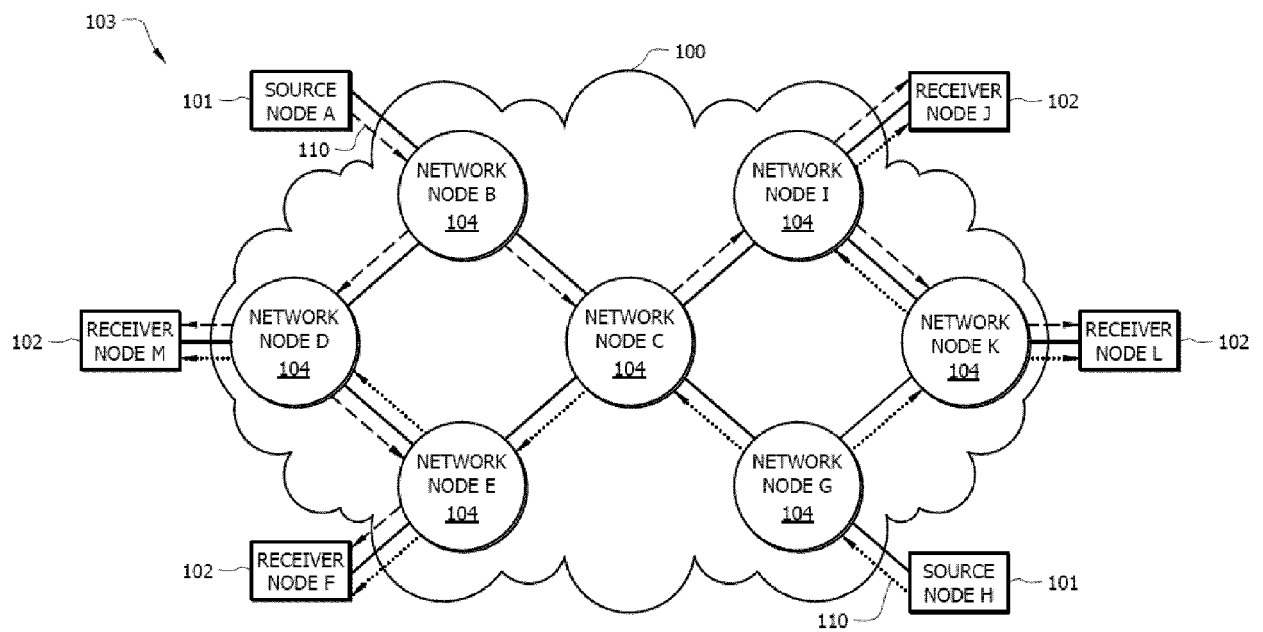 103
100
101
SOURCE
NODE A
110
RECEIVER
NODE J
102
NETWORK
NODE B
104
NETWORK
NODE I
104
102
RECEIVER
NODE M
NETWORK
NODE D
104
NETWORK
NODE C
104
NETWORK
NODE K
104
RECEIVER
NODE L
102
NETWORK
NODE E
104
NETWORK
NODE G
104
102
RECEIVER
NODE F
110
SOURCE
NODE H
101